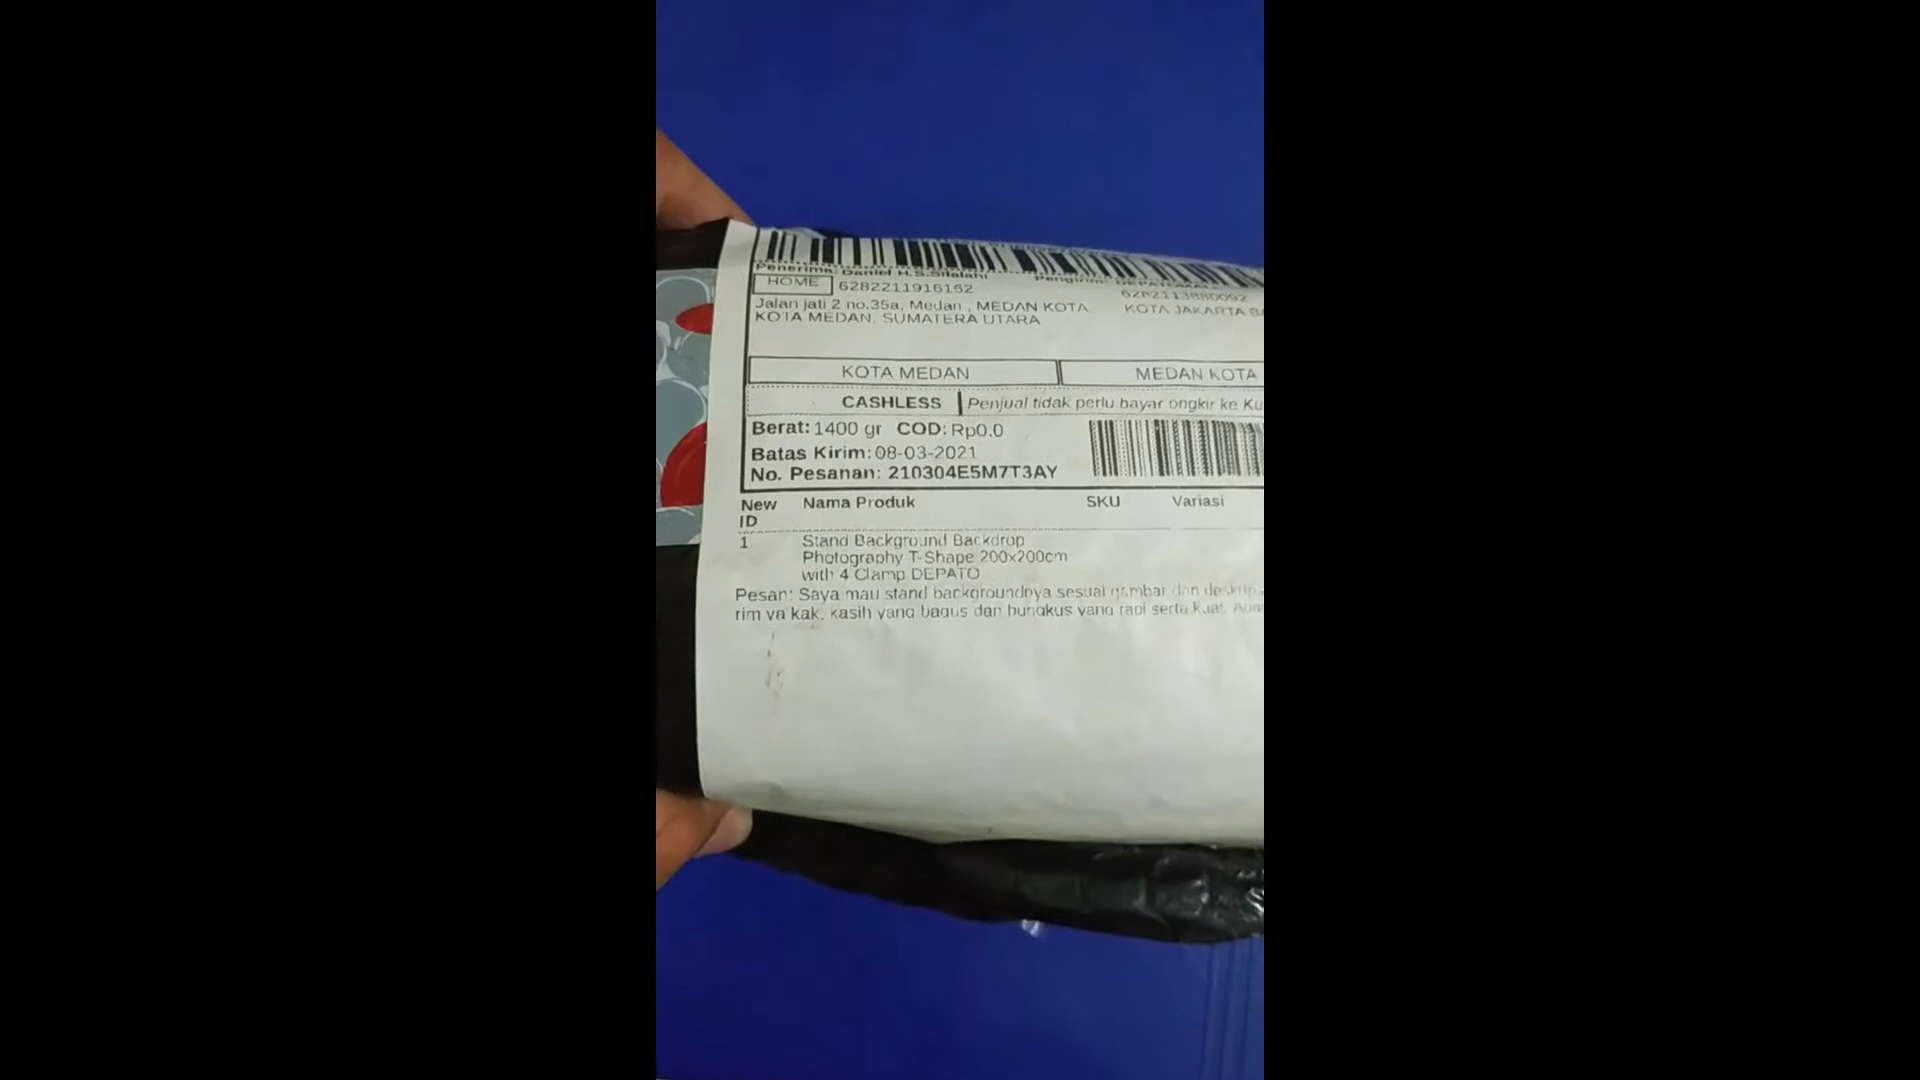 Penerima: Daniel H.S.Silalahi Pengirim:
HOME 6282211916162 6282113880092
Jalan jati 2 no.35a, Medan , MEDAN KOTA KOTA JAKARTA
KOTA MEDAN, SUMATERA UTARA
KOTA MEDAN MEDAN KOTA
CASHLESS Penjual tidak perlu bayar ongkir ke
Berat: 1400 gr COD: Rp0.0
Batas Kirim: 08-03-2021
No. Pesanan: 210304E5M7T3AY
New Nama Produk SKU Variasi
ID
1 Stand Background Backdrop
Photography T-Shape 200x200cm
with 4 Clamp DEPATO
Pesan: Saya mau stand backgroundnya sesuai gambar dan
rim ya kak, kasih yang bagus dan bungkus yang rapi serta kuat.